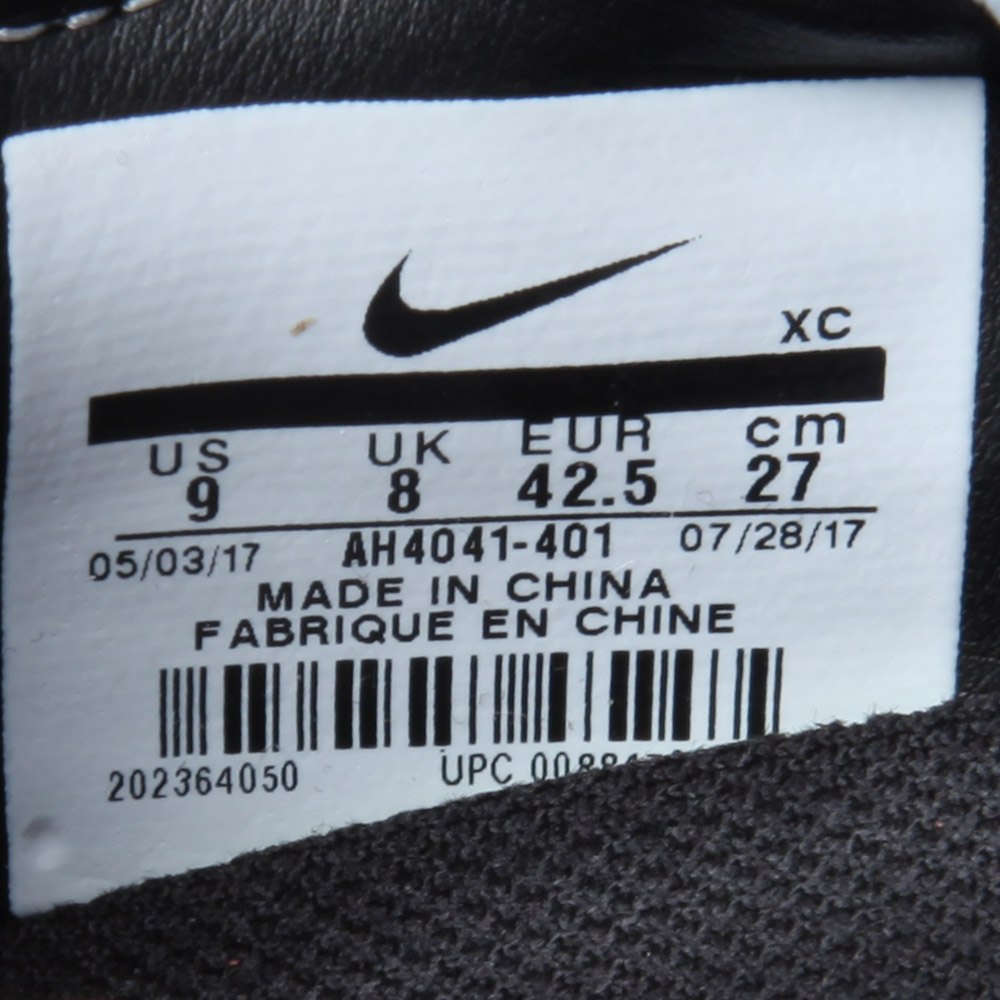 XC
US UK EUR cm
9 8 42.5 27
05/03/17 AH4041-401 07/28/17
MADE IN CHINA
FABRIQUE EN CHINE
202364050 UPC